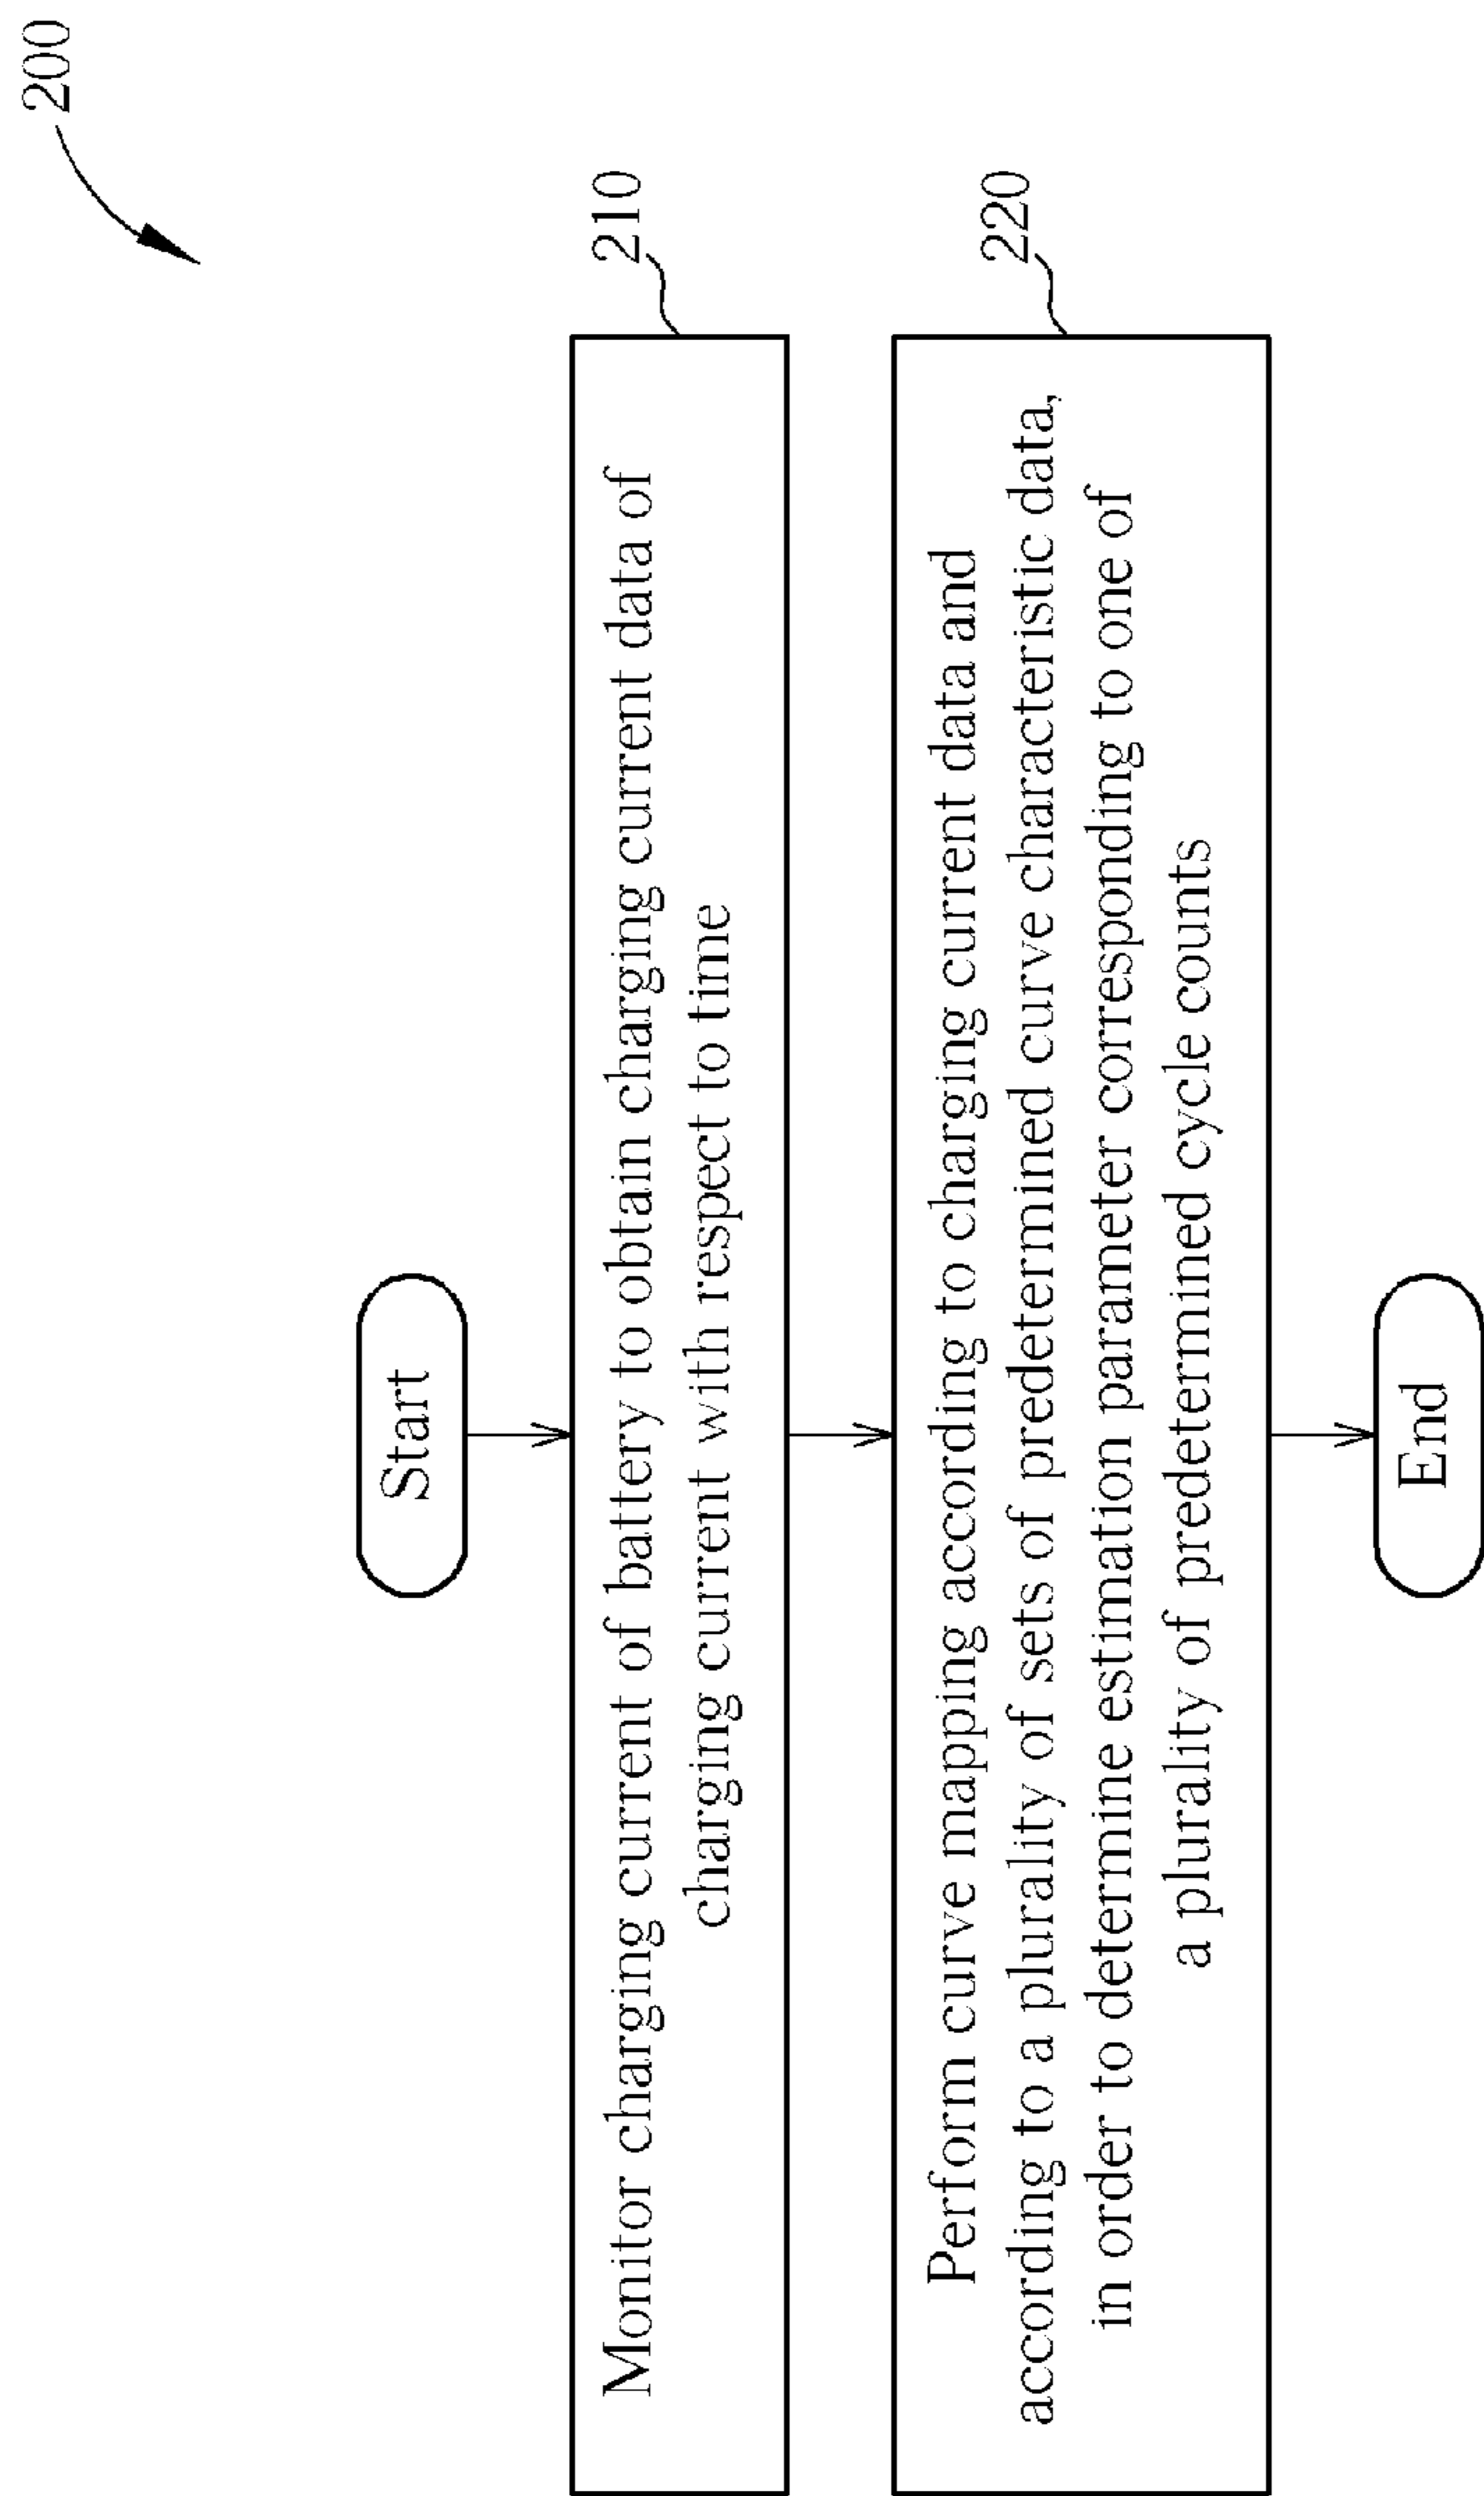 200
Start
210
Monitor charging current of battery to obtain charging current data of
charging current with respect to time
220
Perform curve mapping according to charging current data and
according to a plurality of sets of predetermined curve characteristic data,
in order to determine estimation parameter corresponding to one of
a plurality of predetermined cycle counts
End